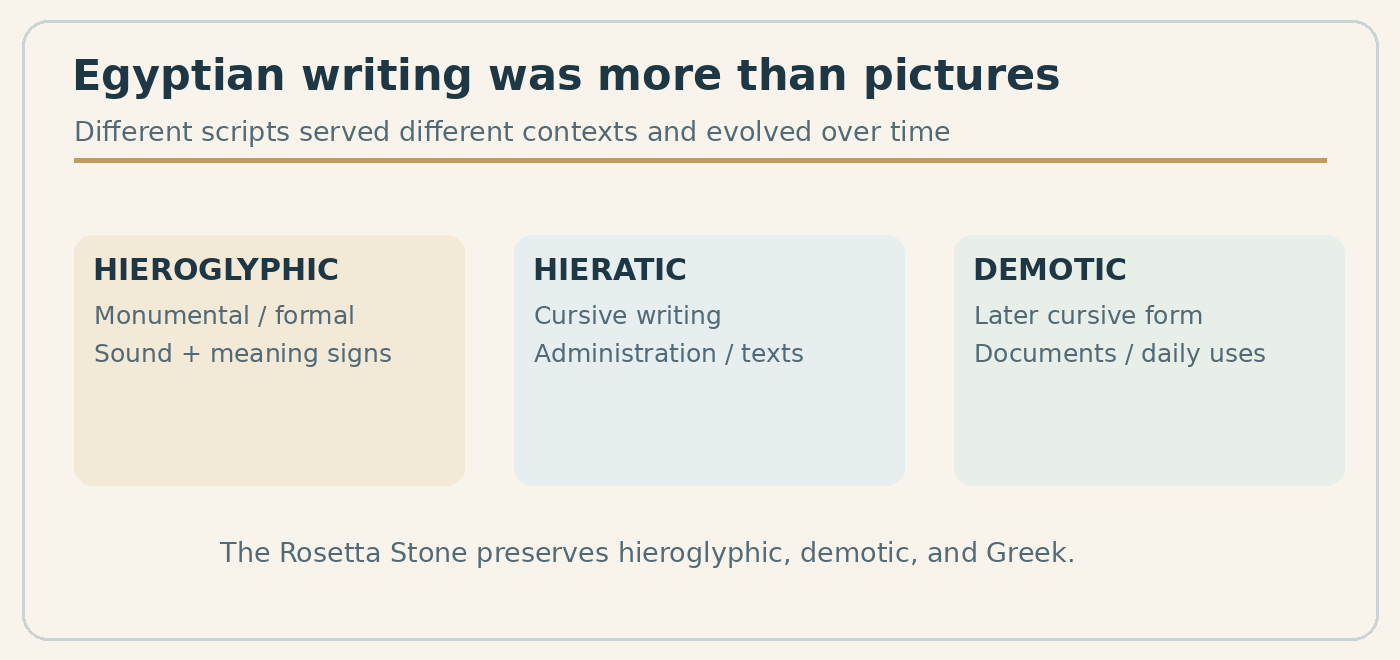 Egyptian writing was more than pictures
Different scripts served different contexts and evolved over time
HIEROGLYPHIC
Monumental / formal
Sound + meaning signs
HIERATIC
Cursive writing
Administration / texts
DEMOTIC
Later cursive form
Documents / daily uses
The Rosetta Stone preserves hieroglyphic, demotic, and Greek.